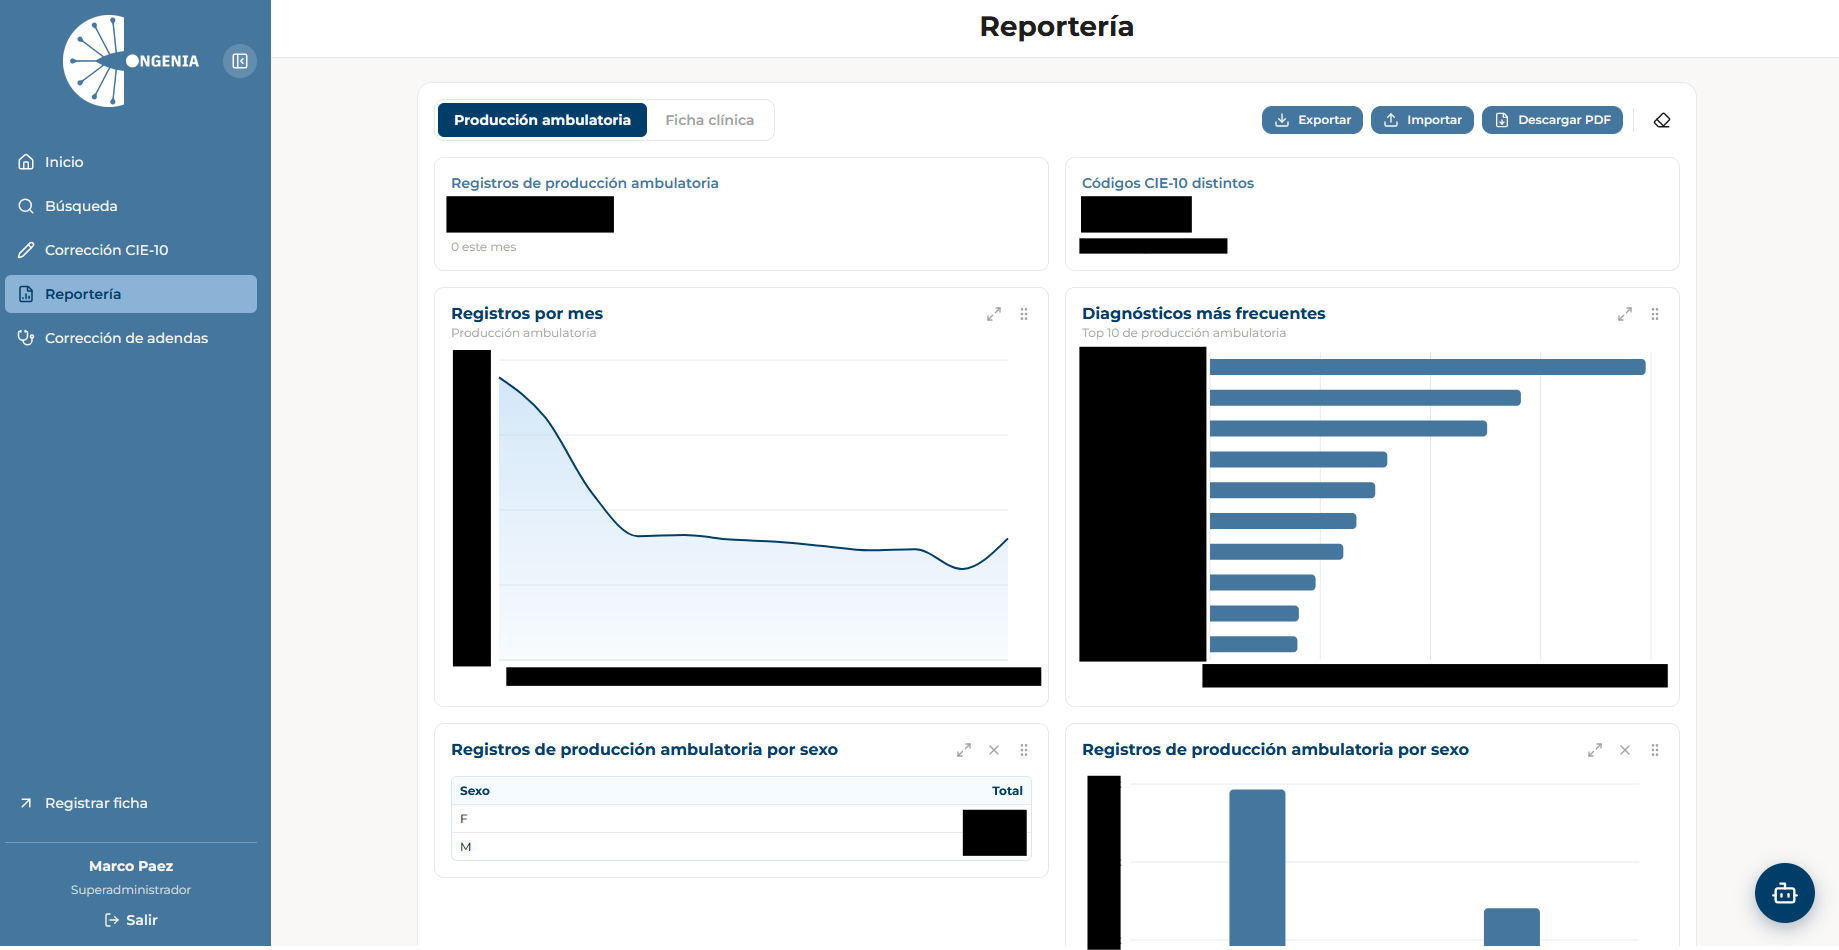 ONGENIA
Inicio
Búsqueda
Corrección CIE-10
Reportería
Corrección de adendas
Registrar ficha
Marco Paez
Superadministrador
Salir
Reportería
Producción ambulatoria
Ficha clínica
Exportar
Importar
Descargar PDF
Registros de producción ambulatoria
0 este mes
Códigos CIE-10 distintos
Registros por mes
Producción ambulatoria
Diagnósticos más frecuentes
Top 10 de producción ambulatoria
Registros de producción ambulatoria por sexo
Sexo Total
F
M
Registros de producción ambulatoria por sexo